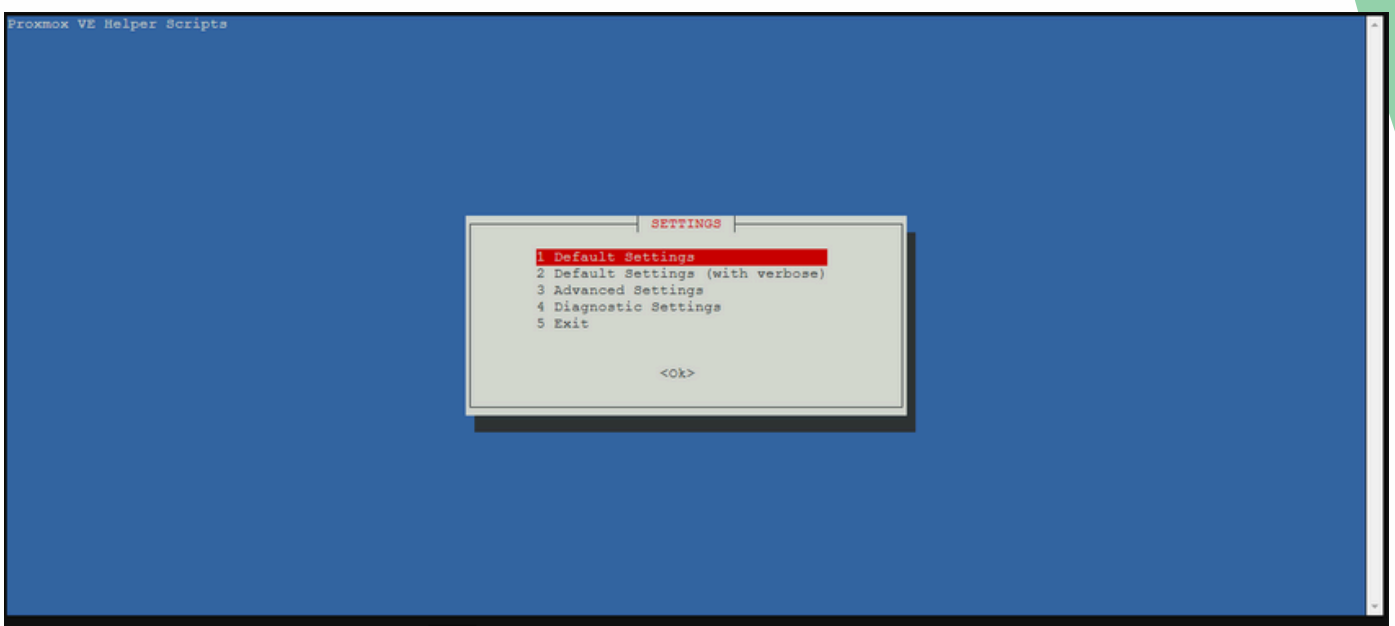 Proxmox VE Helper Scripts
SETTINGS
1 Default Settings
2 Default Settings (with verbose)
3 Advanced Settings
4 Diagnostic Settings
5 Exit
<Ok>